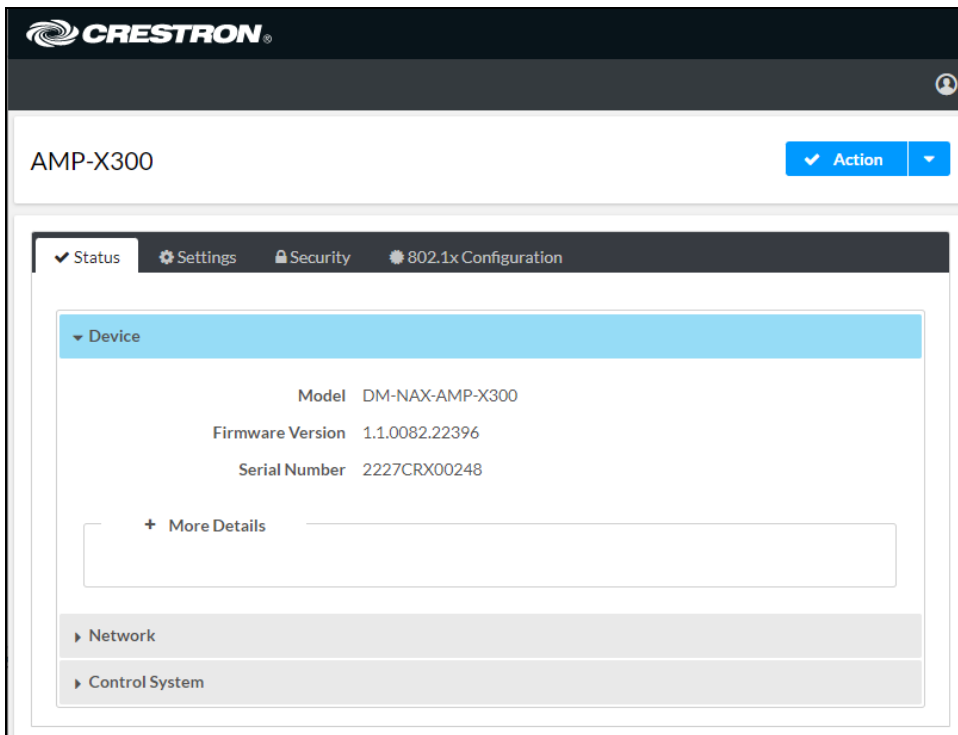 CRESTRON®
AMP-X300
Action
Status Settings Security 802.1x Configuration
Device
Model DM-NAX-AMP-X300
Firmware Version 1.1.0082.22396
Serial Number 2227CRX00248
+ More Details
Network
Control System